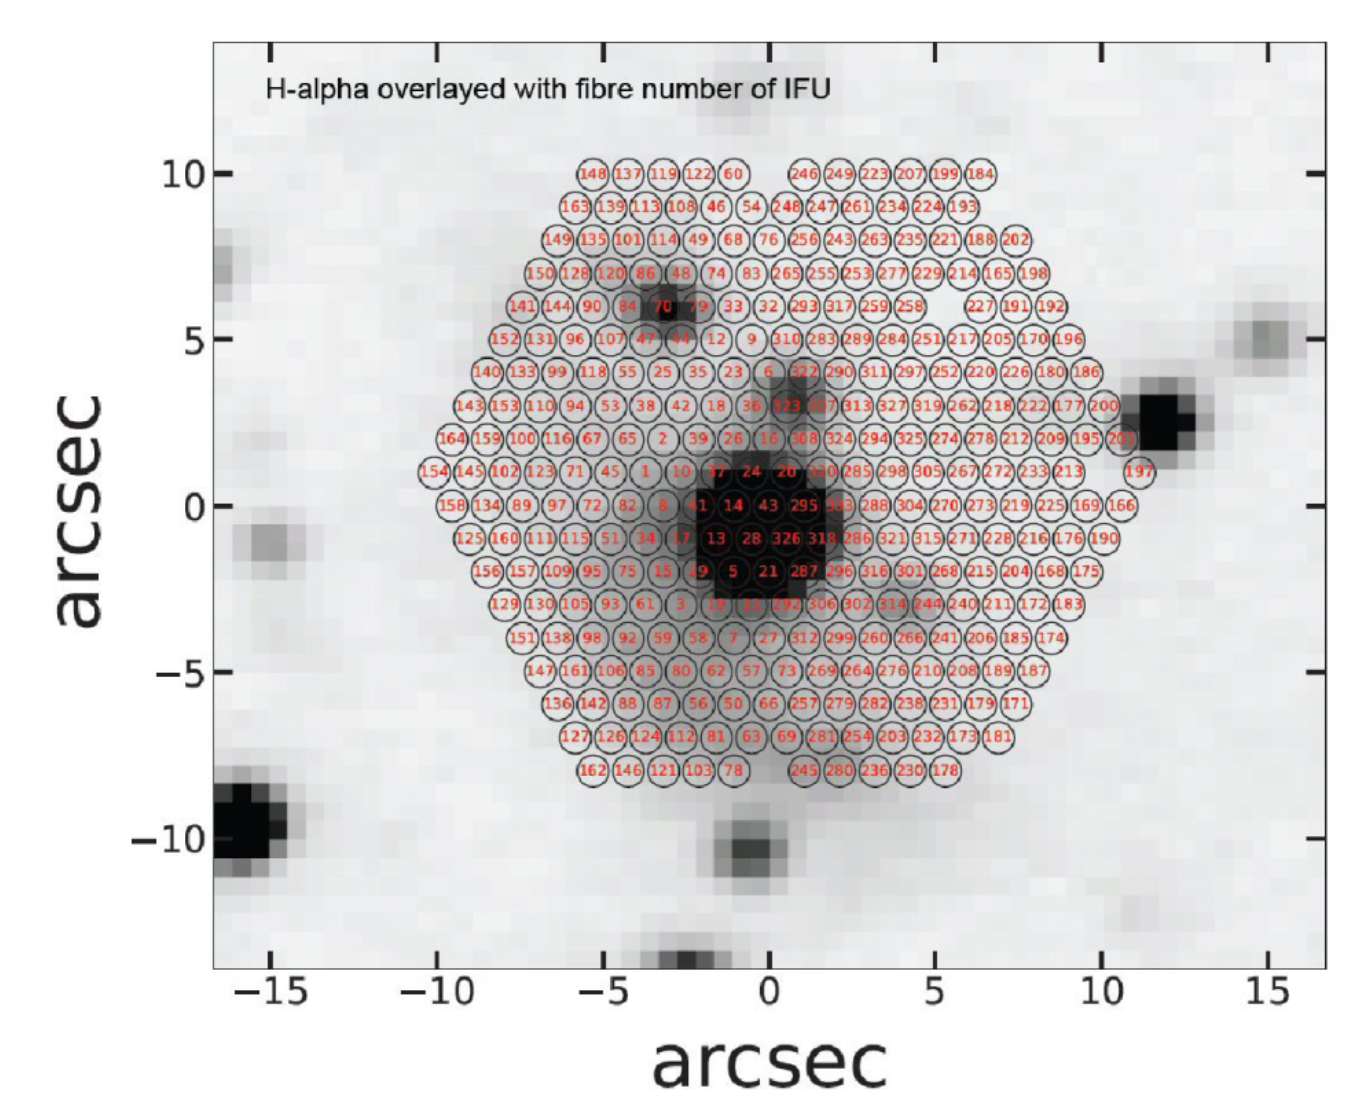 H-alpha overlayed with fibre number of IFU
10
148 137 119 122 60 246 249 223 207 199 184
163 139 113 108 46 54 248 247 261 234 224 193
149 135 101 114 49 68 76 256 243 263 235 221 188 202
150 128 120 86 48 74 83 265 255 253 277 229 214 165 198
141 144 90 84 70 79 33 32 293 317 259 258 227 191 192
5
152 131 96 107 47 44 12 9 310 283 289 284 251 217 205 170 196
140 133 99 118 55 25 35 23 6 322 290 311 297 252 220 226 180 186
143 153 110 94 53 38 42 18 36 323 307 313 327 319 262 218 222 177 200
164 159 100 116 67 65 2 39 26 16 308 324 294 325 274 278 212 209 195 201
154 145 102 123 71 45 1 10 37 24 20 320 285 298 305 267 272 233 213 197
0
158 134 89 97 72 82 8 41 14 43 295 303 288 304 270 273 219 225 169 166
125 160 111 115 51 34 17 13 28 326 318 286 321 315 271 228 216 176 190
156 157 109 95 75 15 5 21 287 296 316 301 268 215 204 168 175
129 130 105 93 61 3 19 11 292 306 302 314 244 240 211 172 183
151 138 98 92 59 58 7 27 312 299 260 266 241 206 185 174
−5
147 161 106 85 80 62 57 73 269 264 276 210 208 189 187
136 142 88 87 56 50 66 257 279 282 238 231 179 171
127 126 124 112 81 63 69 281 254 203 232 173 181
162 146 121 103 78 245 280 236 230 178
−10
arcsec
−15 −10 −5 0 5 10 15
arcsec